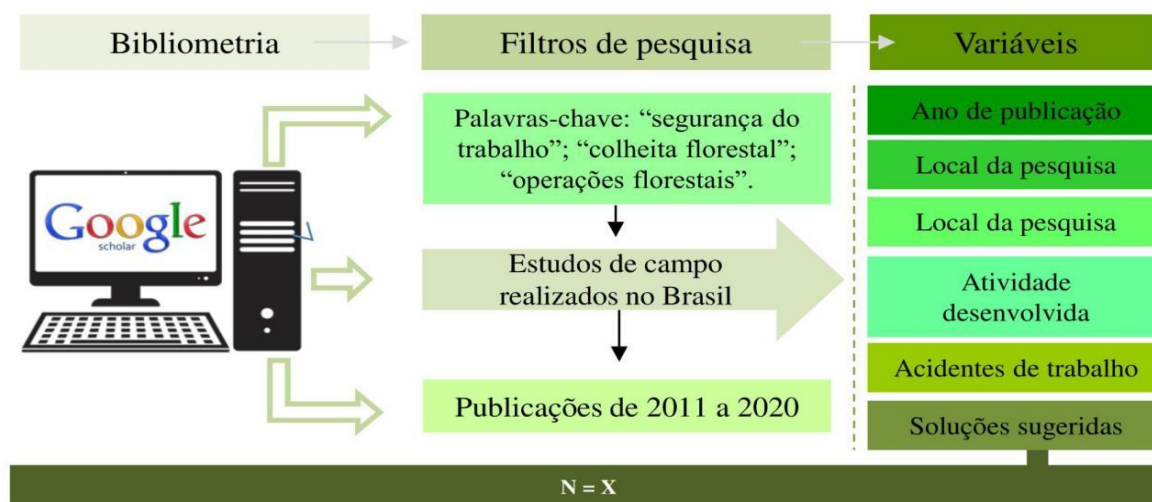 Bibliometria
Filtros de pesquisa
Variáveis
Google
scholar
Palavras-chave: “segurança do
trabalho”; “colheita florestal”;
“operações florestais”.
Estudos de campo
realizados no Brasil
Publicações de 2011 a 2020
Ano de publicação
Local da pesquisa
Local da pesquisa
Atividade
desenvolvida
Acidentes de trabalho
Soluções sugeridas
N = X